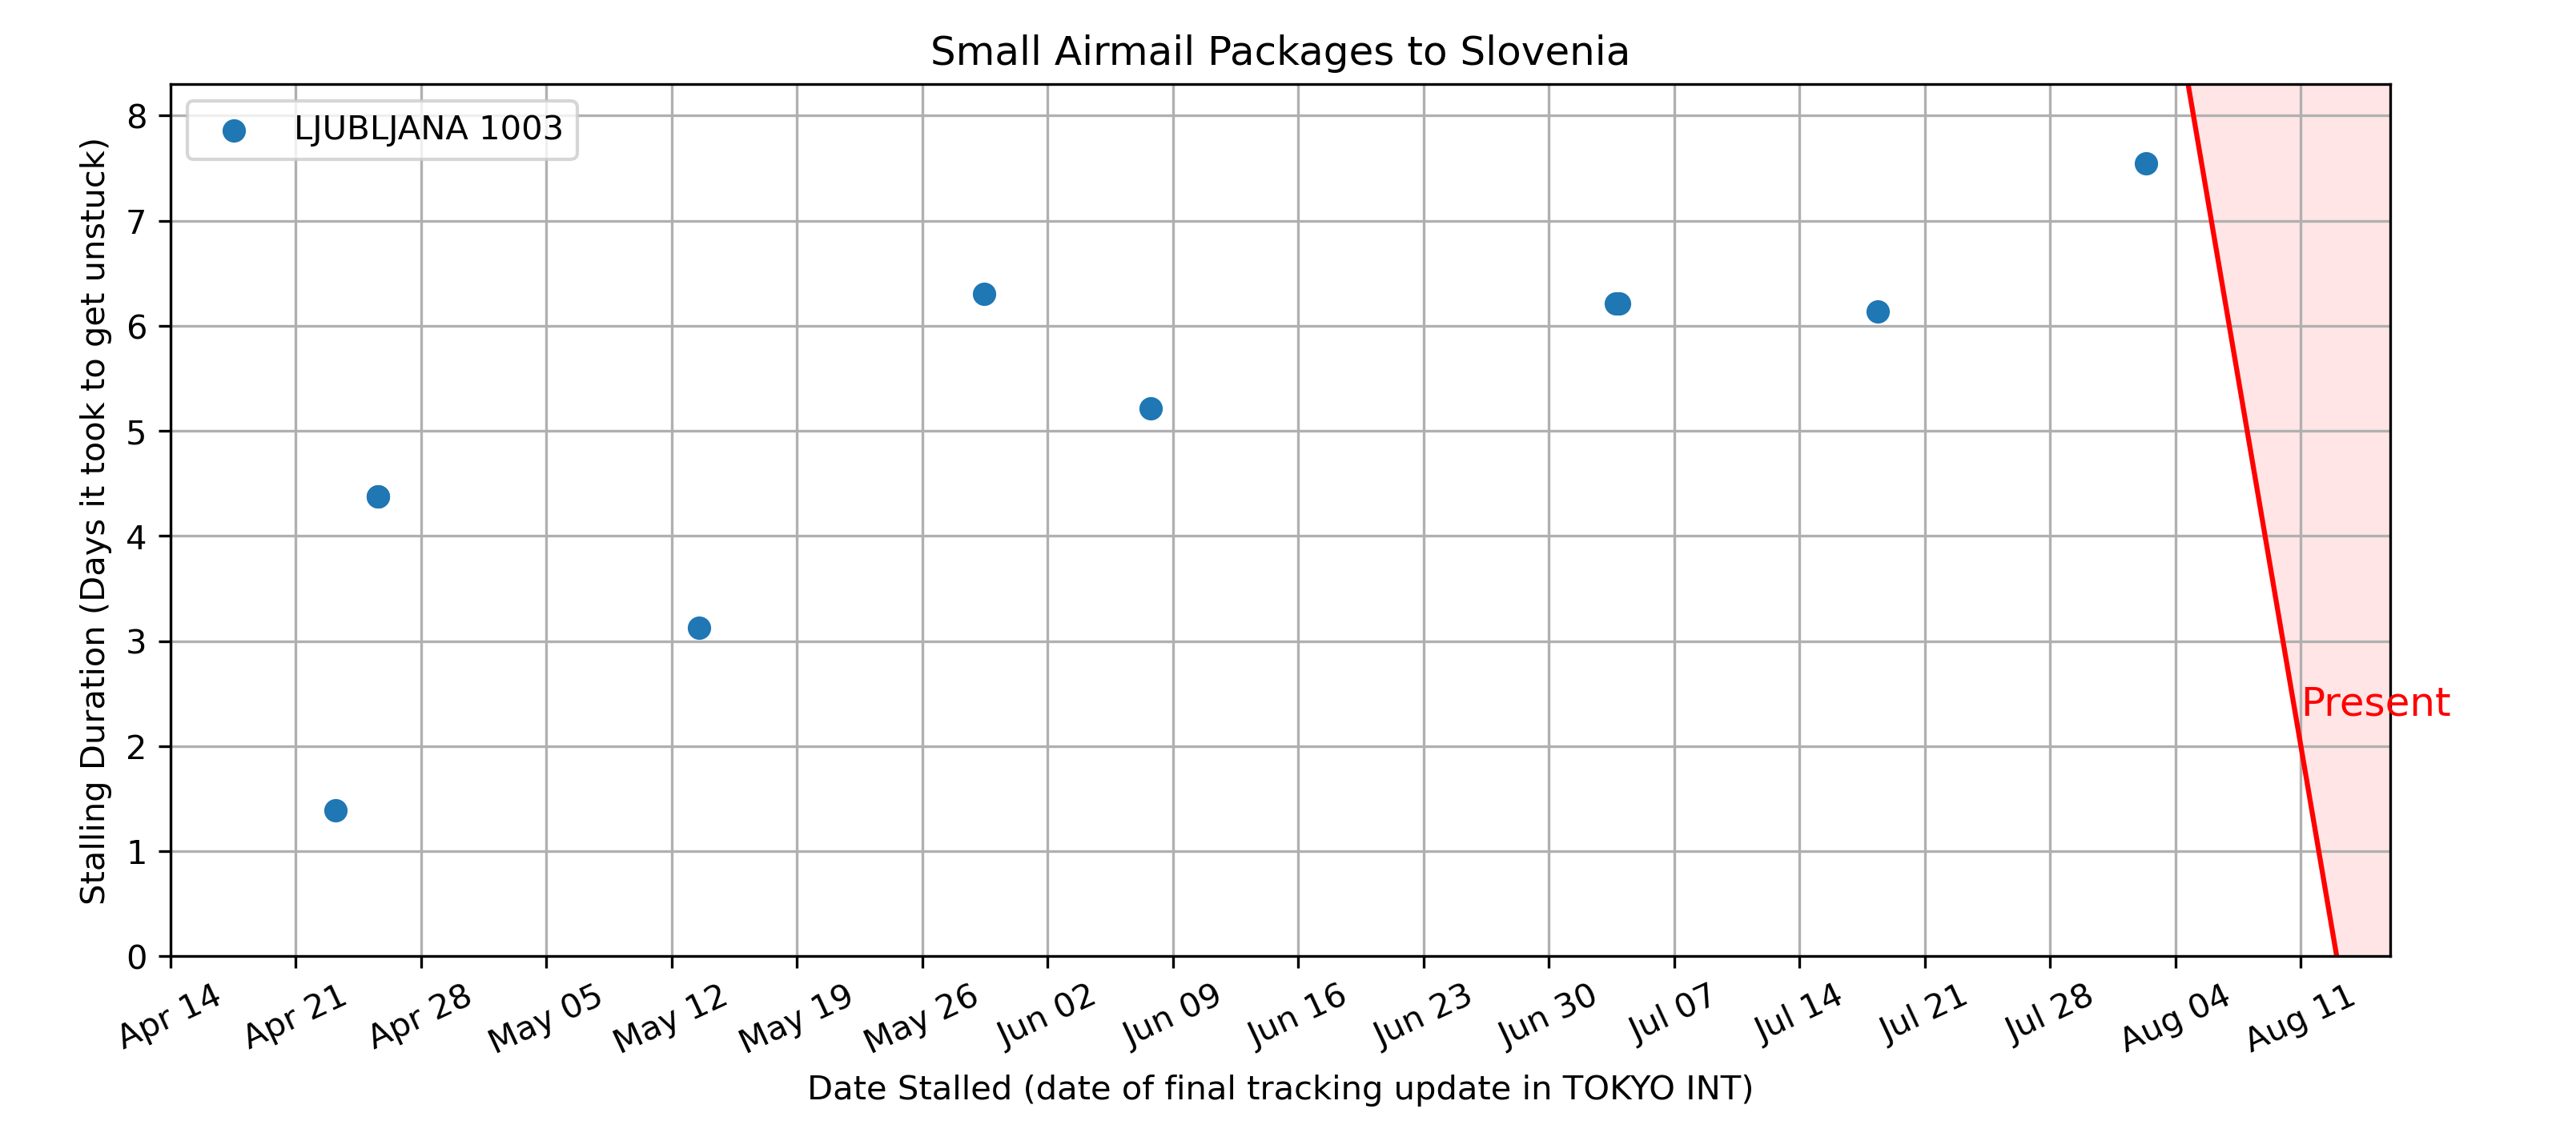 Small Airmail Packages to Slovenia
LJUBLJANA 1003
Stalling Duration (Days it took to get unstuck)
8
7
6
5
4
3
2
1
0
Present
Apr 14
Apr 21
Apr 28
May 05
May 12
May 19
May 26
Jun 02
Jun 09
Jun 16
Jun 23
Jun 30
Jul 07
Jul 14
Jul 21
Jul 28
Aug 04
Aug 11
Date Stalled (date of final tracking update in TOKYO INT)